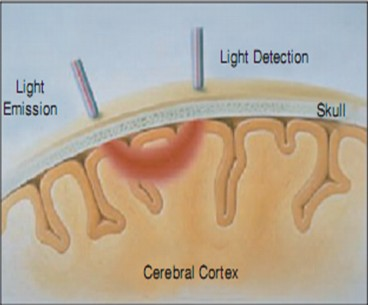 Light Detection
Light
Emission
Skull
Cerebral Cortex